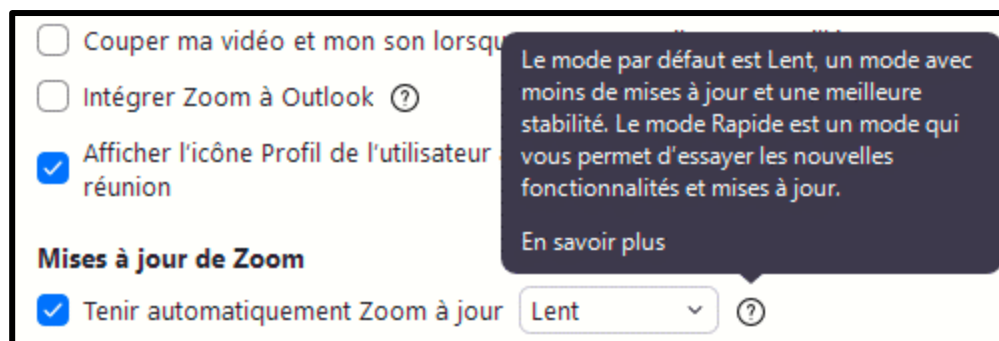 Couper ma vidéo et mon son lorsqu
Intégrer Zoom à Outlook ?
Afficher l'icône Profil de l'utilisateur
réunion
Le mode par défaut est Lent, un mode avec
moins de mises à jour et une meilleure
stabilité. Le mode Rapide est un mode qui
vous permet d'essayer les nouvelles
fonctionnalités et mises à jour.
En savoir plus
Mises à jour de Zoom
Tenir automatiquement Zoom à jour Lent ?